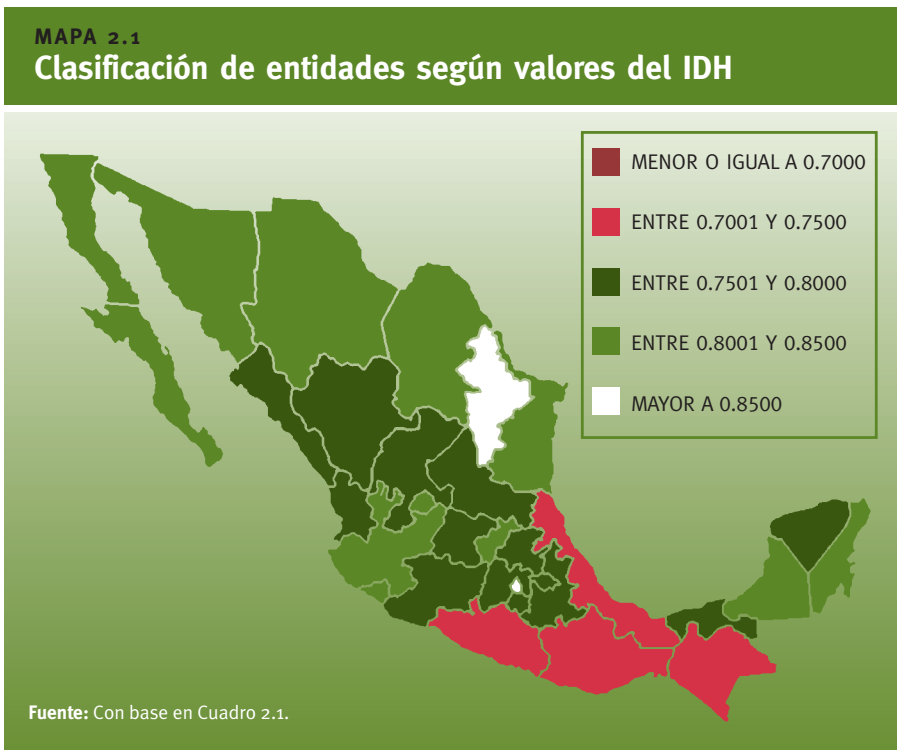 MAPA 2.1
Clasificación de entidades según valores del IDH
MENOR O IGUAL A 0.7000
ENTRE 0.7001 Y 0.7500
ENTRE 0.7501 Y 0.8000
ENTRE 0.8001 Y 0.8500
MAYOR A 0.8500
Fuente: Con base en Cuadro 2.1.